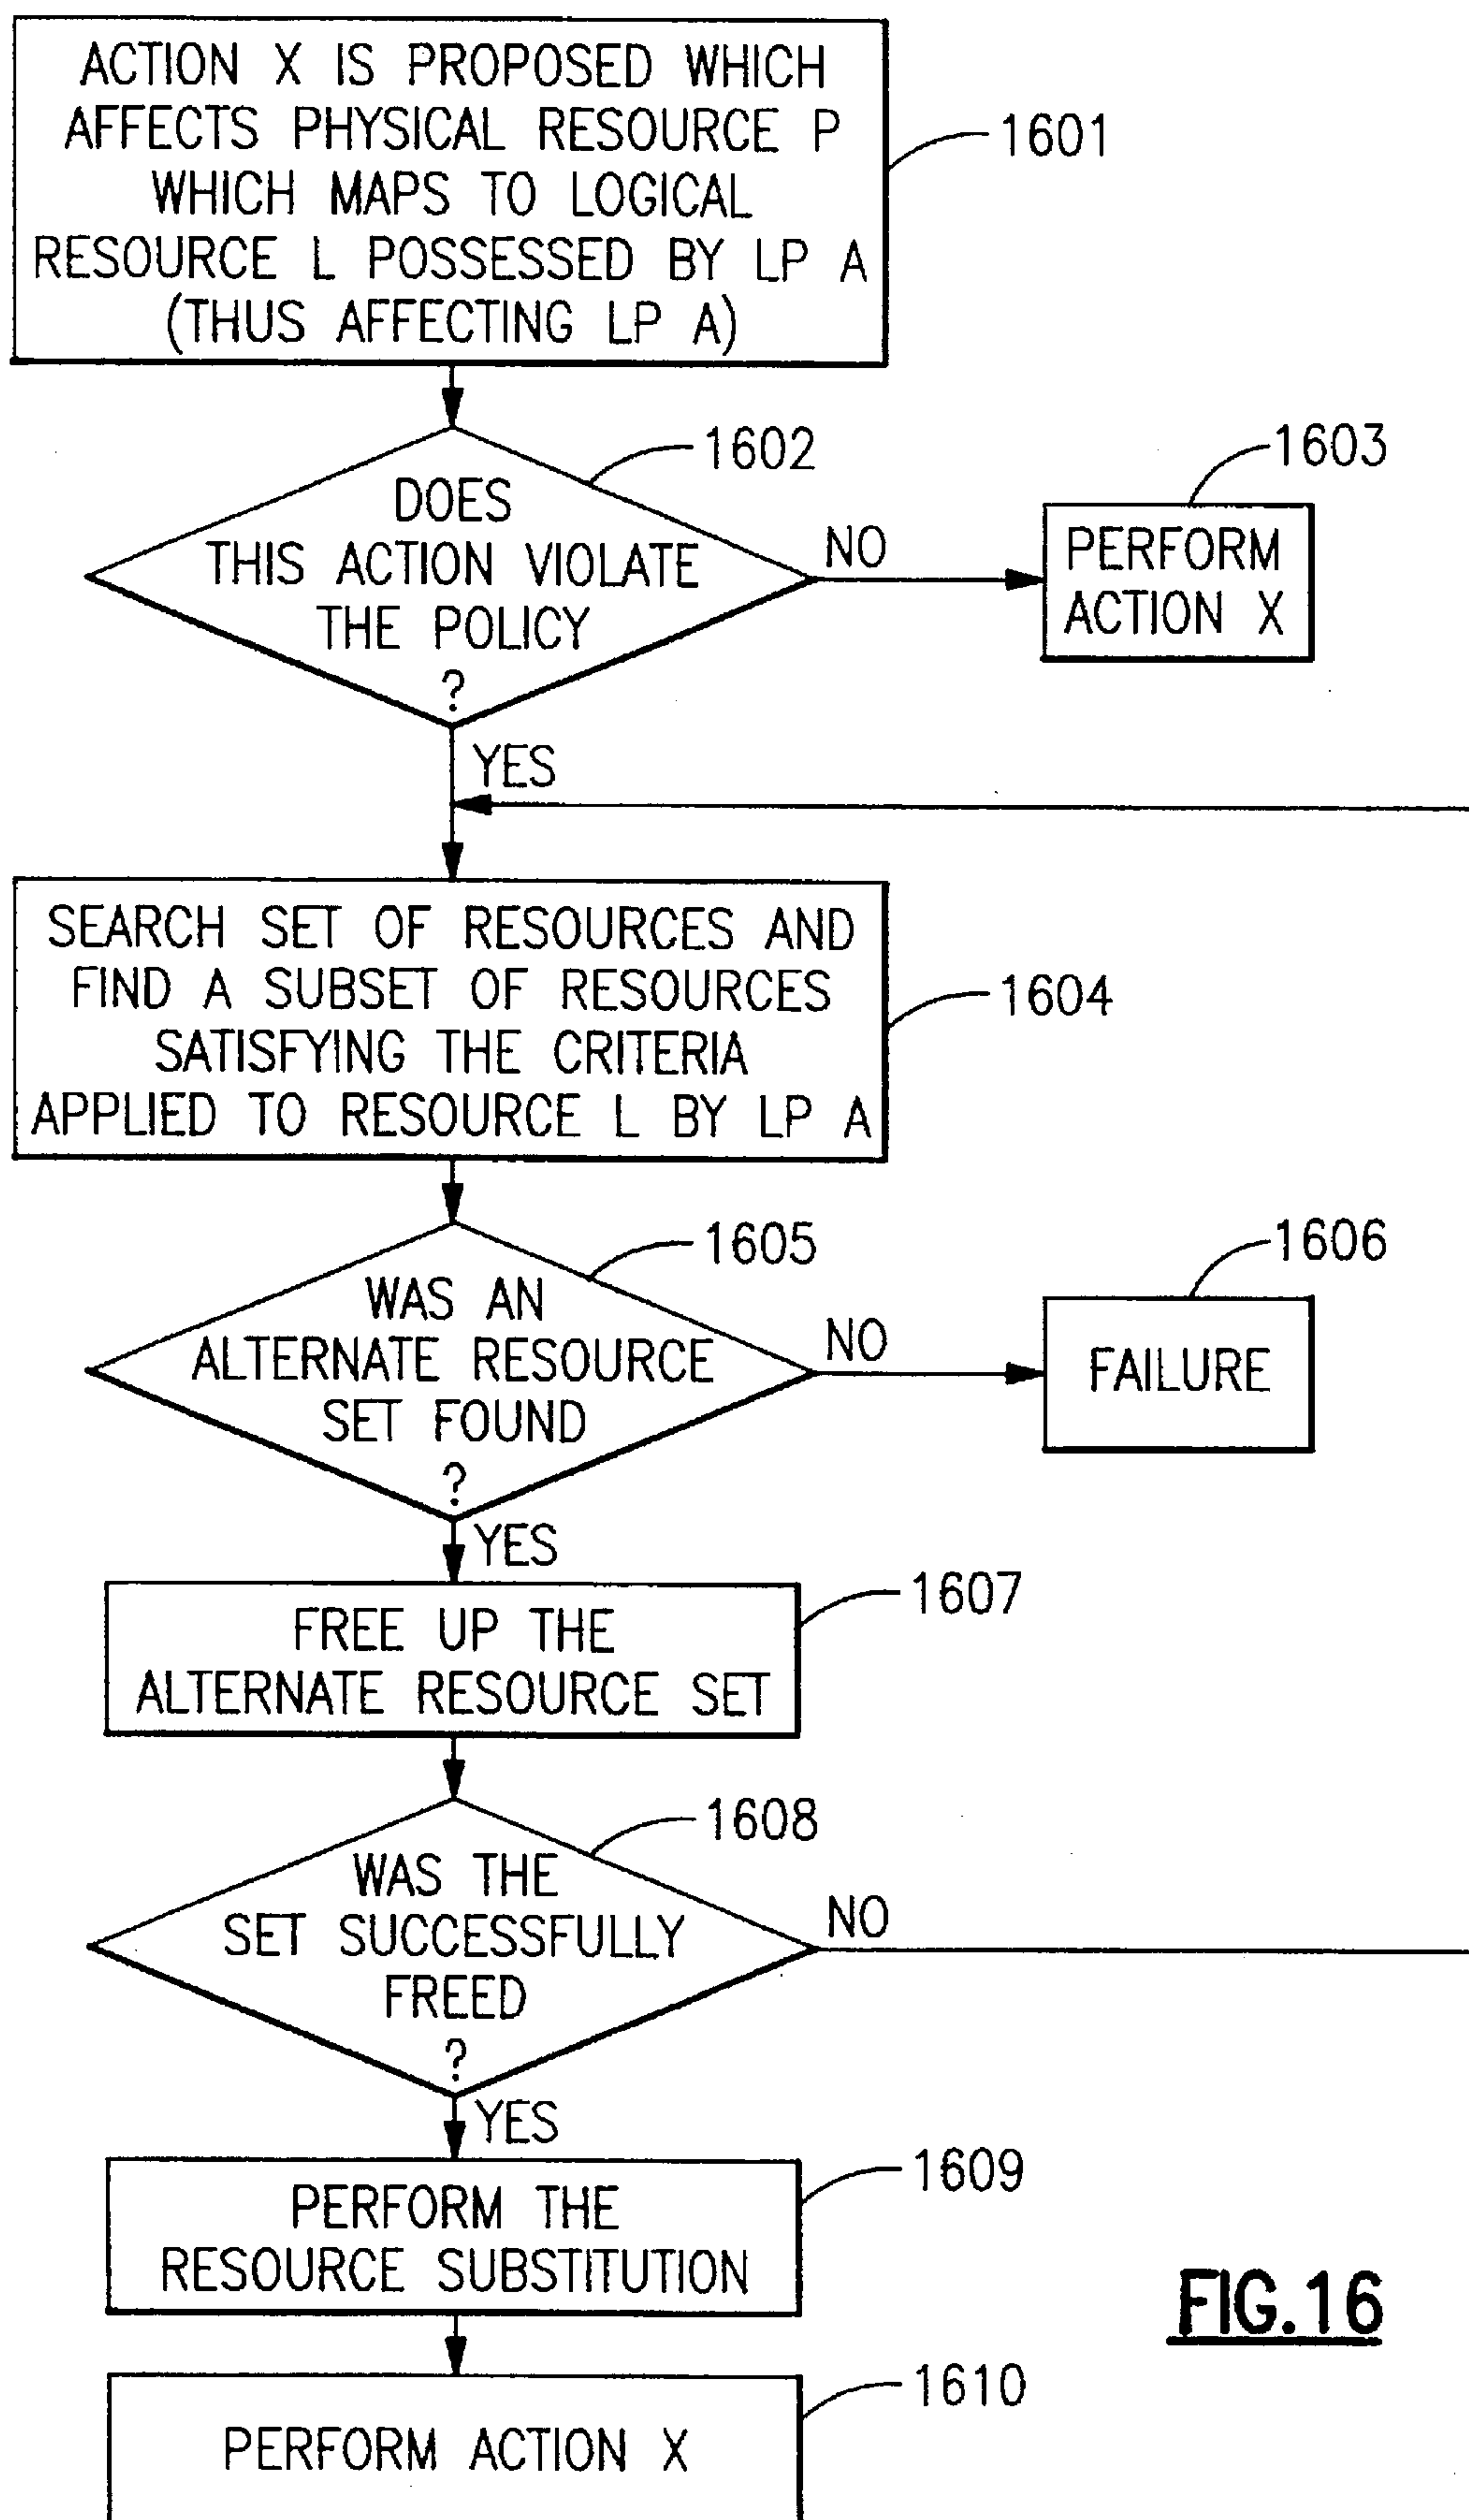 ACTION X IS PROPOSED WHICH
AFFECTS PHYSICAL RESOURCE P
WHICH MAPS TO LOGICAL
RESOURCE L POSSESSED BY LP A
(THUS AFFECTING LP A)
1601
1602
DOES
THIS ACTION VIOLATE
THE POLICY
?
NO
1603
PERFORM
ACTION X
YES
SEARCH SET OF RESOURCES AND
FIND A SUBSET OF RESOURCES
SATISFYING THE CRITERIA
APPLIED TO RESOURCE L BY LP A
1604
1605
WAS AN
ALTERNATE RESOURCE
SET FOUND
?
NO
1606
FAILURE
YES
1607
FREE UP THE
ALTERNATE RESOURCE SET
1608
WAS THE
SET SUCCESSFULLY
FREED
?
NO
YES
1609
PERFORM THE
RESOURCE SUBSTITUTION
1610
PERFORM ACTION X
FIG.16